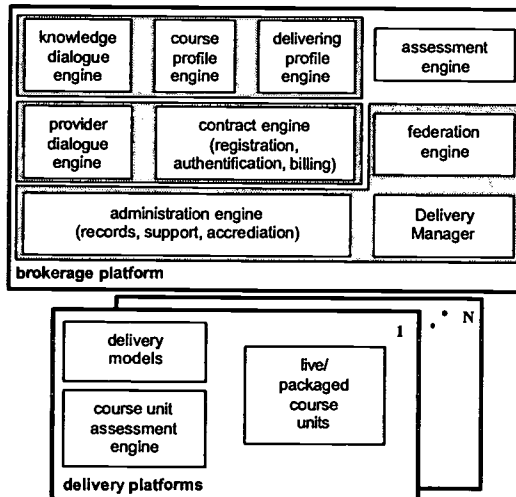 knowledge
dialogue
engine
course
profile
engine
delivering
profile
engine
assessment
engine
provider
dialogue
engine
contract engine
(registration,
authentification, billing)
federation
engine
administration engine
(records, support, accrediation)
Delivery
Manager
brokerage platform
1
N
delivery
models
live/
packaged
course
units
course unit
assessment
engine
delivery platforms